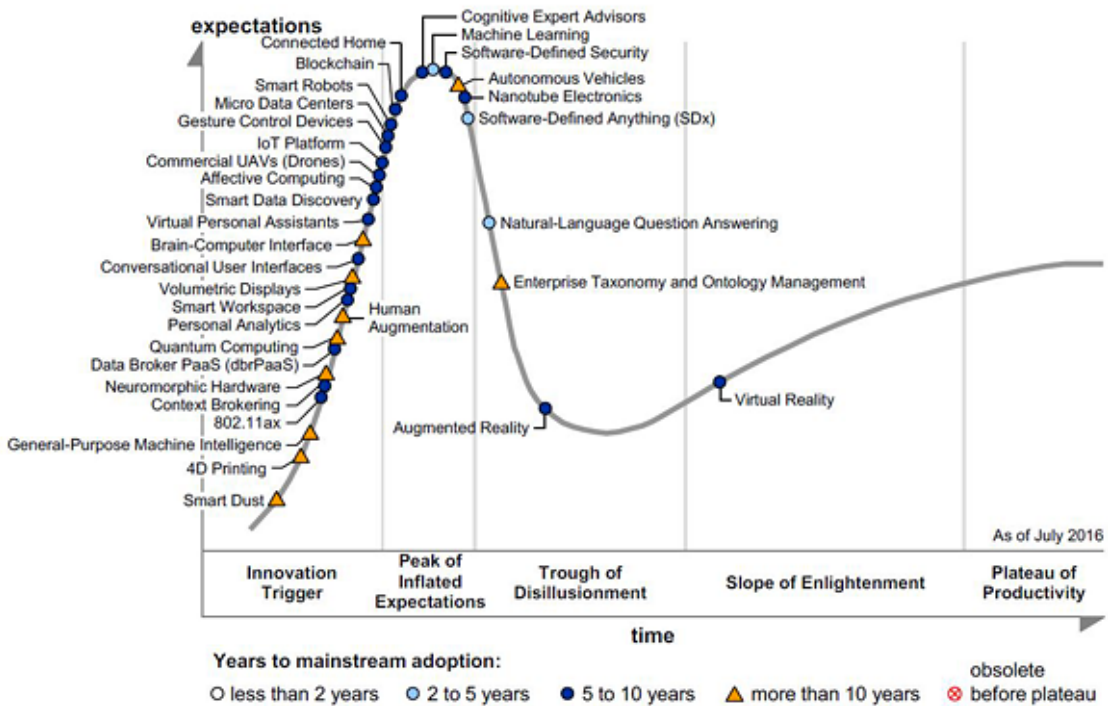 expectations
Cognitive Expert Advisors
Machine Learning
Connected Home
Software-Defined Security
Blockchain
Autonomous Vehicles
Smart Robots
Nanotube Electronics
Micro Data Centers
Gesture Control Devices
Software-Defined Anything (SDx)
IoT Platform
Commercial UAVs (Drones)
Affective Computing
Smart Data Discovery
Virtual Personal Assistants
Natural-Language Question Answering
Brain-Computer Interface
Conversational User Interfaces
Volumetric Displays
Enterprise Taxonomy and Ontology Management
Smart Workspace
Personal Analytics
Human
Augmentation
Quantum Computing
Data Broker PaaS (dbrPaaS)
Neuromorphic Hardware
Context Brokering
802.11ax
Virtual Reality
Augmented Reality
General-Purpose Machine Intelligence
4D Printing
Smart Dust
As of July 2016
Innovation
Trigger
Peak of
Inflated
Expectations
Trough of
Disillusionment
Slope of Enlightenment
Plateau of
Productivity
time
Years to mainstream adoption:
less than 2 years
2 to 5 years
5 to 10 years
more than 10 years
obsolete
before plateau